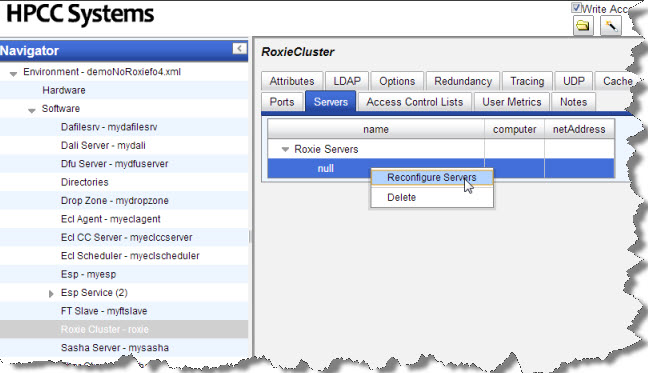 HPCC Systems
Write Acce
Navigator
Environment - demoNoRoxiefo4.xml
Hardware
Software
Dafilesrv - mydafilesrv
Dali Server - mydali
Dfu Server - mydfuserver
Directories
Drop Zone - mydropzone
Ecl Agent - myeclagent
Ecl CC Server - myeclccserver
Ecl Scheduler - myeclscheduler
Esp - myesp
Esp Service (2)
FT Slave - myftslave
Roxie Cluster - roxie
Sasha Server - mysasha
RoxieCluster
Attributes LDAP Options Redundancy Tracing UDP Cache
Ports Servers Access Control Lists User Metrics Notes
name computer netAddress
Roxie Servers
null
Reconfigure Servers
Delete